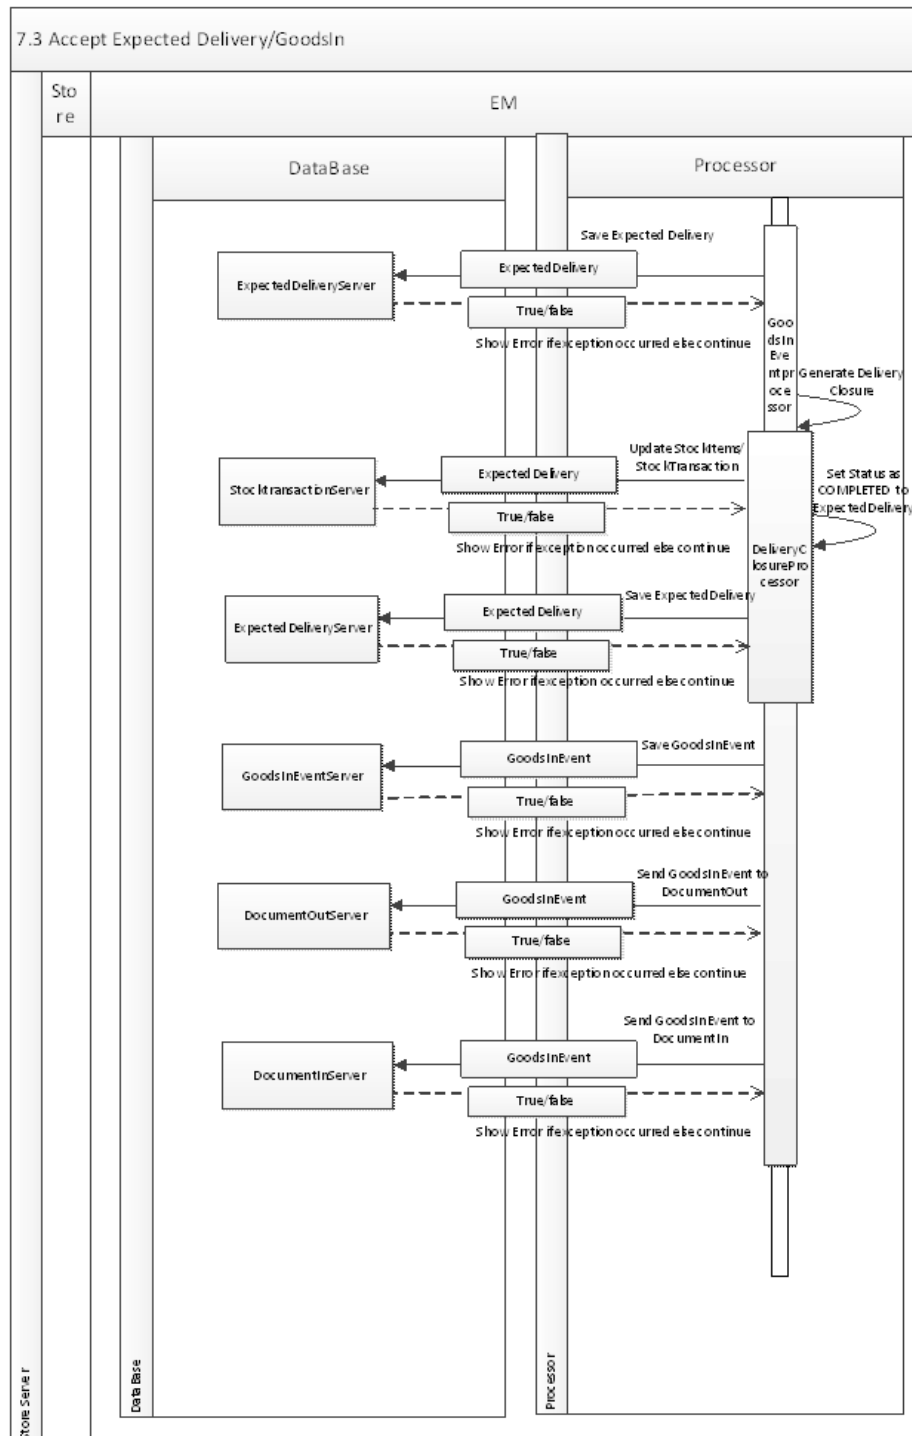 7.3 Accept Expected Delivery/GoodsIn
Sto
re
EM
DataBase
Processor
Save Expected Delivery
ExpectedDelivery
ExpectedDeliveryServer
True/false
Show Error if exception occurred else continue
Goo
dsIn
Eve
ntpr
oce
ssor
Generate Delivery
Closure
Update StockItems/
StockTransaction
ExpectedDelivery
StocktransactionServer
True/false
Show Error if exception occurred else continue
Set Status as
COMPLETED to
ExpectedDelivery
DeliveryC
losurePro
cessor
Save ExpectedDelivery
ExpectedDelivery
ExpectedDeliveryServer
True/false
Show Error if exception occurred else continue
Save GoodsInEvent
GoodsInEvent
GoodsInEventServer
True/false
Show Error if exception occurred else continue
Send GoodsInEvent to
DocumentOut
GoodsInEvent
DocumentOutServer
True/false
Show Error if exception occurred else continue
Send GoodsInEvent to
DocumentIn
GoodsInEvent
DocumentInServer
True/false
Show Error if exception occurred else continue
Store Server
DataBase
Processor